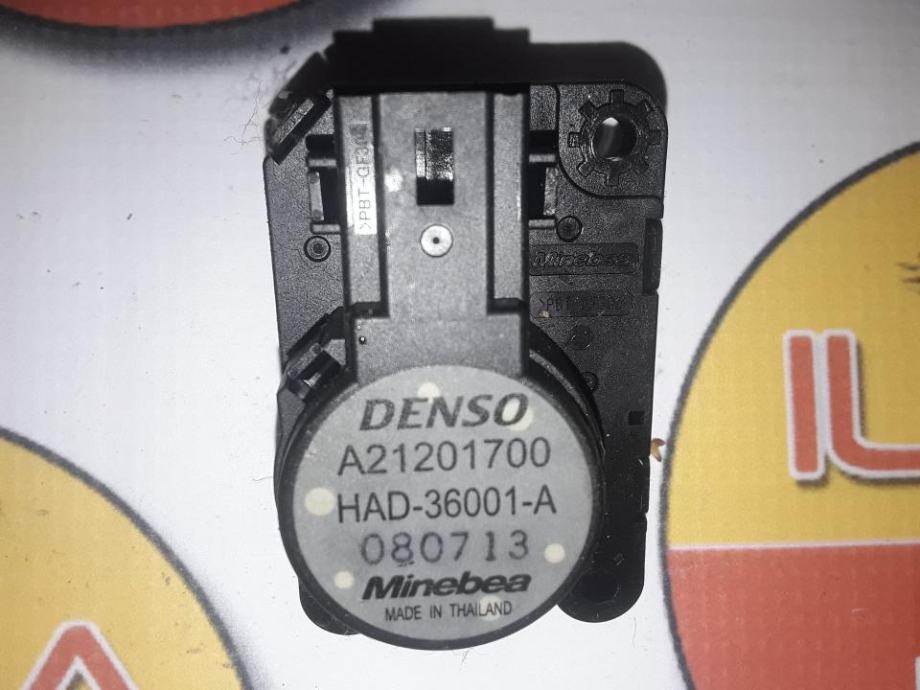 >PBT-GF30<
Minebea
DENSO
A21201700
HAD-36001-A
080713
Minebea
MADE IN THAILAND